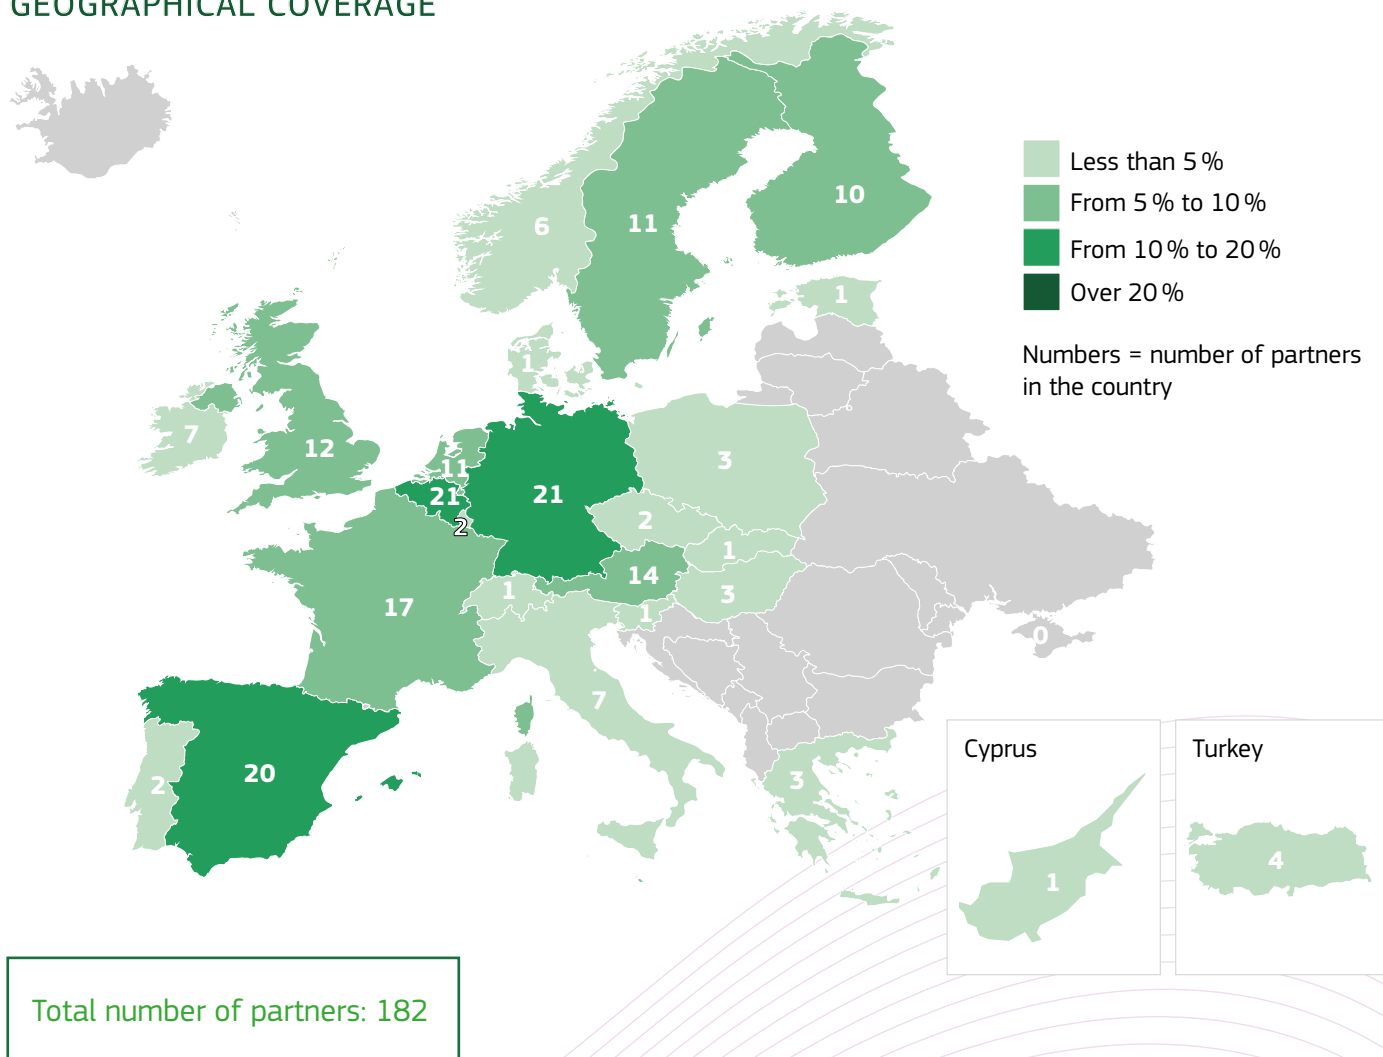 GEOGRAPHICAL COVERAGE
Less than 5 %
From 5 % to 10 %
From 10 % to 20 %
Over 20 %
Numbers = number of partners
in the country
10
6
11
1
1
7
12
11
3
21
21
2
2
1
14
1
3
17
1
0
7
20
2
3
Cyprus
1
Turkey
4
Total number of partners: 182